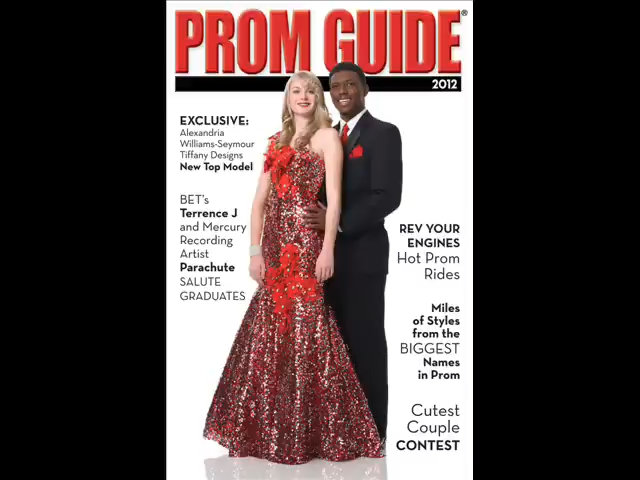 PROM GUIDE®
2012
EXCLUSIVE:
Alexandria
Williams-Seymour
Tiffany Designs
New Top Model
BET's
Terrence J
and Mercury
Recording
Artist
Parachute
SALUTE
GRADUATES
REV YOUR
ENGINES
Hot Prom
Rides
Miles
of Styles
from the
BIGGEST
Names
in Prom
Cutest
Couple
CONTEST